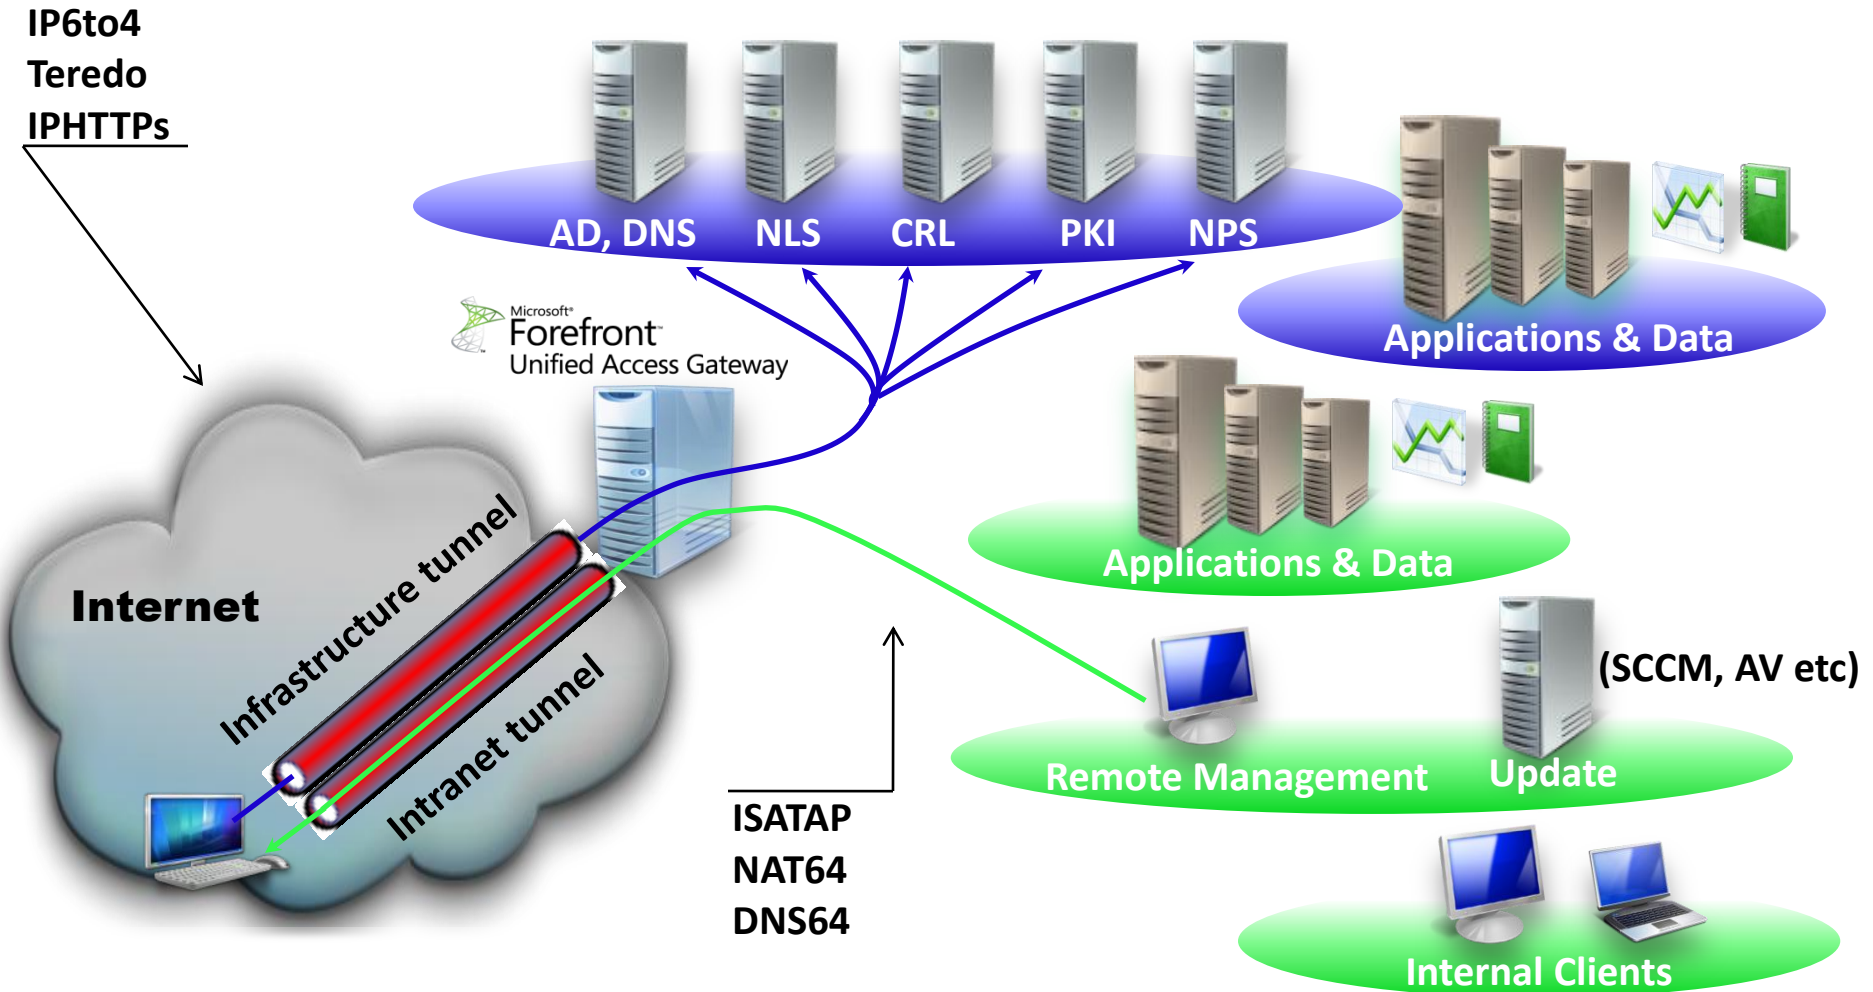 IP6to4
Teredo
IPHTTPs
AD, DNS
NLS
CRL
PKI
NPS
Applications & Data
Microsoft®
Forefront™
Unified Access Gateway
Applications & Data
Internet
Infrastructure tunnel
Intranet tunnel
(SCCM, AV etc)
Remote Management
Update
ISATAP
NAT64
DNS64
Internal Clients